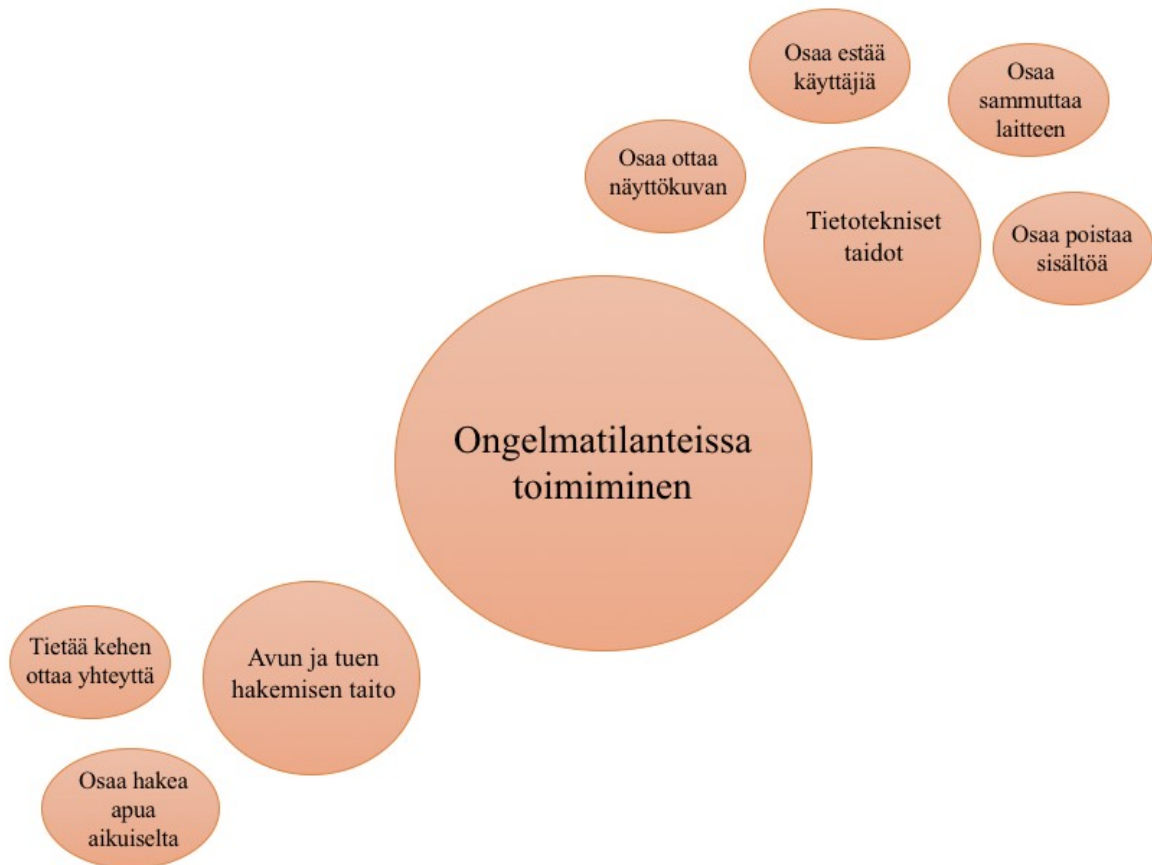 Osaa estää
käyttäjiä
Osaa
sammuttaa
laitteen
Osaa ottaa
näyttökuvan
Tietotekniset
taidot
Osaa poistaa
sisältöä
Ongelmatilanteissa
toimiminen
Tietää kehen
ottaa yhteyttä
Avun ja tuen
hakemisen taito
Osaa hakea
apua
aikuiselta